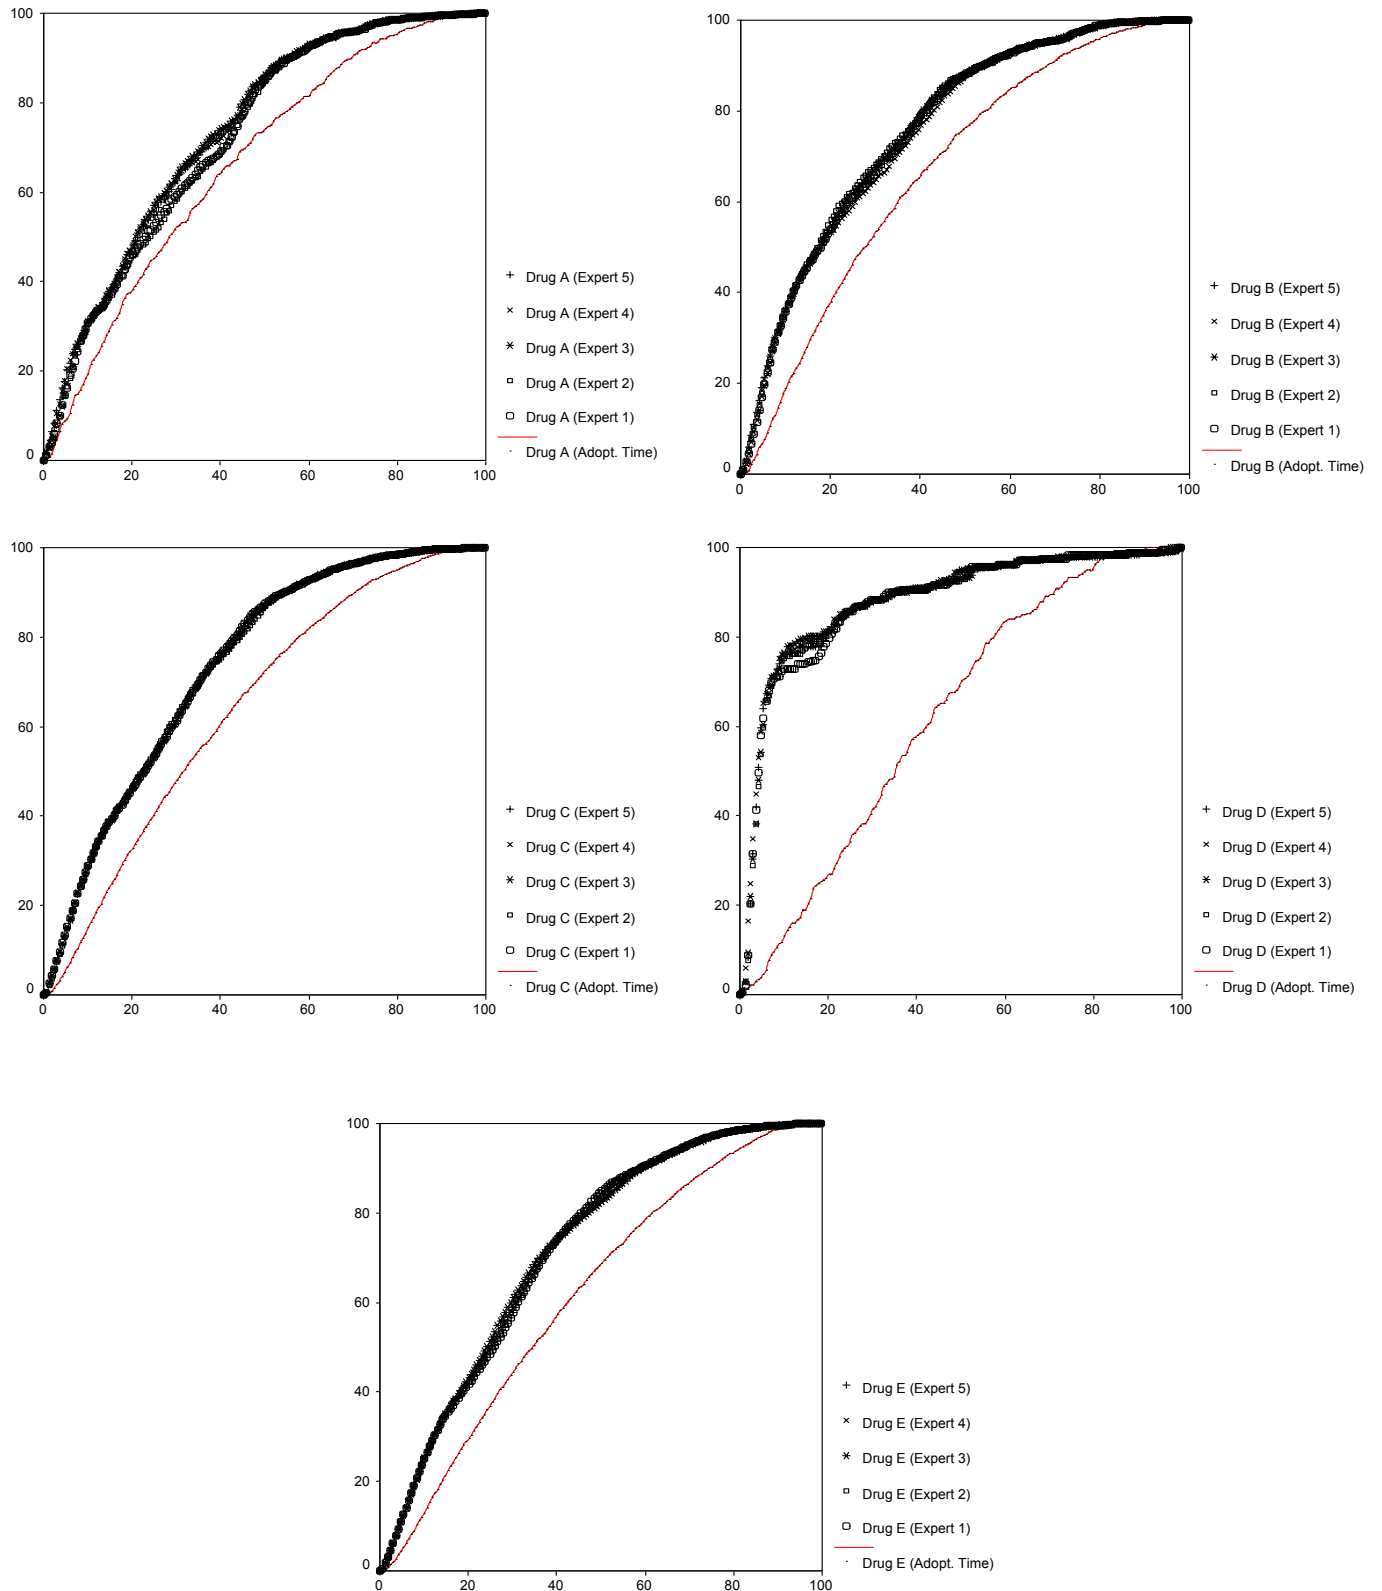 100
80
60
40
20
0
0 20 40 60 80 100
Drug A (Expert 5)
Drug A (Expert 4)
Drug A (Expert 3)
Drug A (Expert 2)
Drug A (Expert 1)
Drug A (Adopt. Time)
100
80
60
40
20
0
0 20 40 60 80 100
Drug B (Expert 5)
Drug B (Expert 4)
Drug B (Expert 3)
Drug B (Expert 2)
Drug B (Expert 1)
Drug B (Adopt. Time)
100
80
60
40
20
0
0 20 40 60 80 100
Drug C (Expert 5)
Drug C (Expert 4)
Drug C (Expert 3)
Drug C (Expert 2)
Drug C (Expert 1)
Drug C (Adopt. Time)
100
80
60
40
20
0
0 20 40 60 80 100
Drug D (Expert 5)
Drug D (Expert 4)
Drug D (Expert 3)
Drug D (Expert 2)
Drug D (Expert 1)
Drug D (Adopt. Time)
100
80
60
40
20
0
0 20 40 60 80 100
Drug E (Expert 5)
Drug E (Expert 4)
Drug E (Expert 3)
Drug E (Expert 2)
Drug E (Expert 1)
Drug E (Adopt. Time)